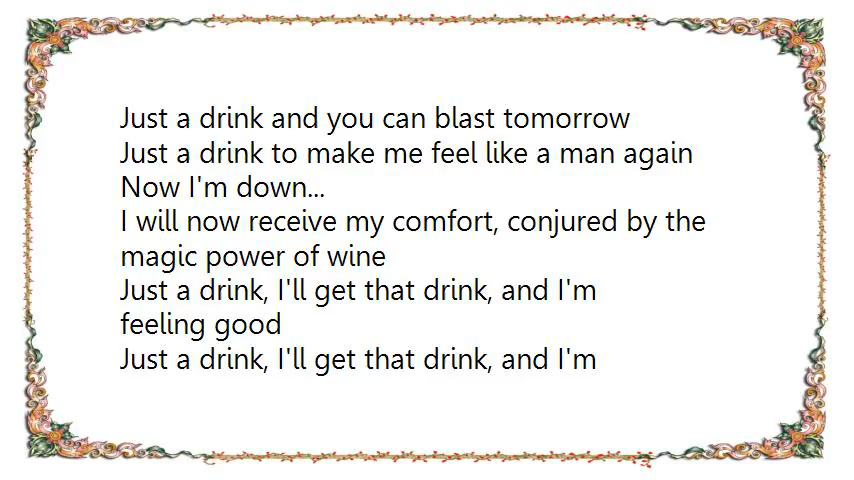 Just a drink and you can blast tomorrow
Just a drink to make me feel like a man again
Now I'm down...
I will now receive my comfort, conjured by the
magic power of wine
Just a drink, I'll get that drink, and I'm
feeling good
Just a drink, I'll get that drink, and I'm